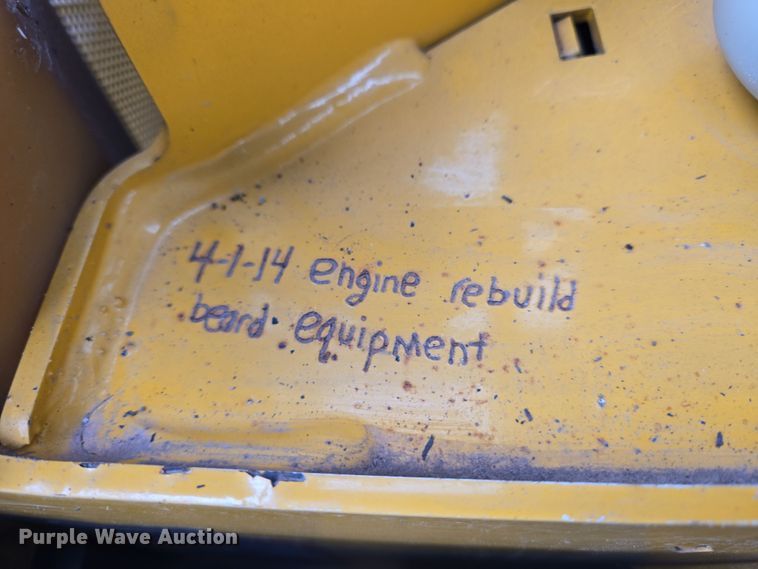 4-1-14 engine rebuild
beard equipment
Purple Wave Auction